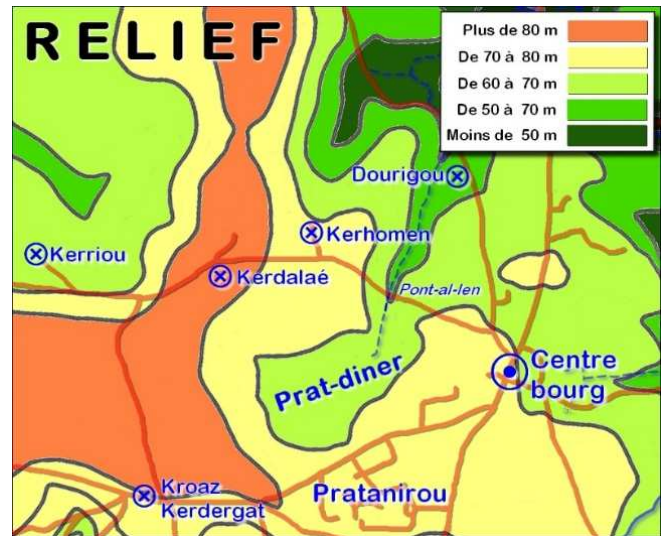 RELIEF
Plus de 80 m
De 70 à 80 m
De 60 à 70 m
De 50 à 70 m
Moins de 50 m
Dourigou
Kerhomen
Kerriou
Kerdalaé
Pont-al-len
Prat-diner
Centre
bourg
Kroaz
Kerdergat
Pratanirou